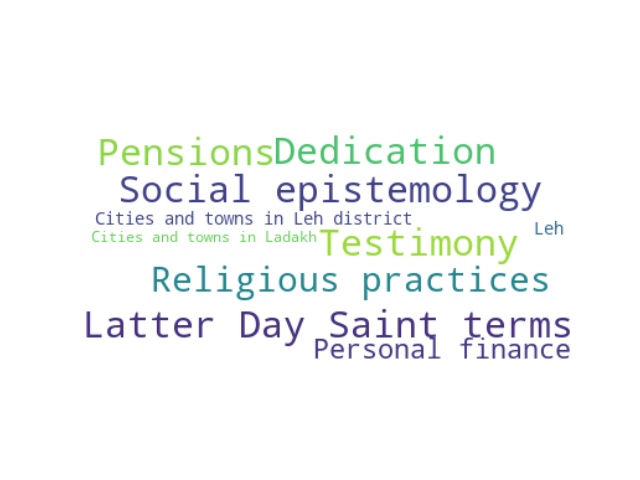 Pensions Dedication
Social epistemology
Cities and towns in Leh district
Leh
Cities and towns in Ladakh
Testimony
Religious practices
Latter Day Saint terms
Personal finance